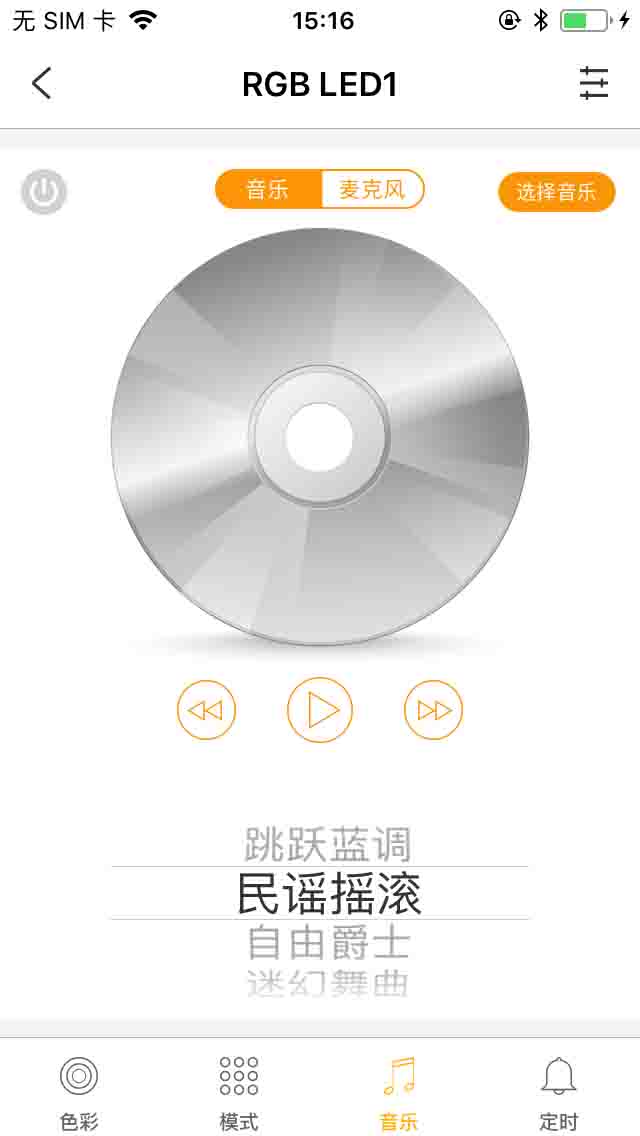 无 SIM 卡
15:16
RGB LED1
音乐
麦克风
选择音乐
跳跃蓝调
民谣摇滚
自由爵士
迷幻舞曲
色彩
模式
音乐
定时